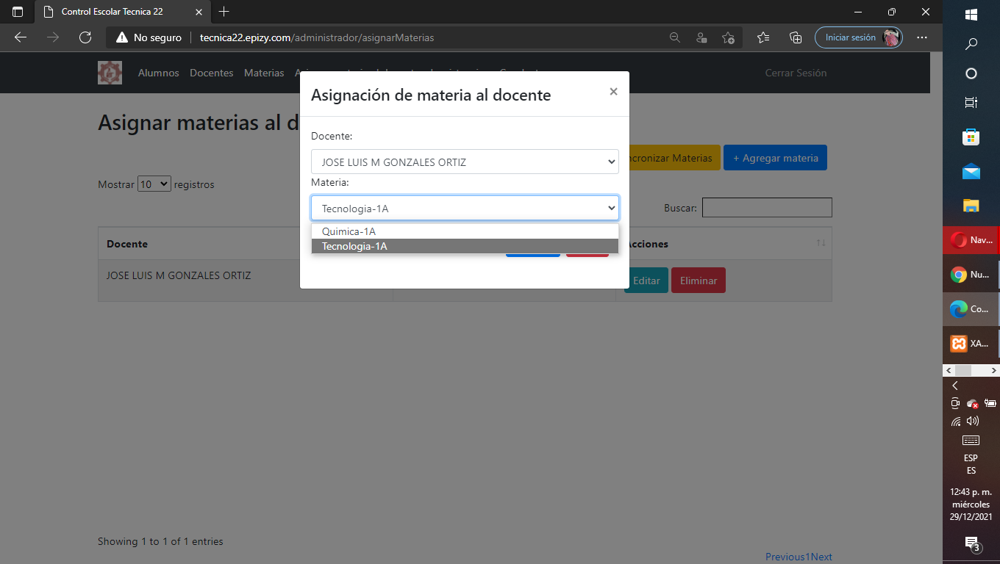 Control Escolar Tecnica 22
No seguro
tecnica22.epizy.com/administrador/asignarMaterias
Iniciar sesión
Alumnos Docentes Materias
Cerrar Sesión
Asignar materias al d
Asignación de materia al docente
×
Docente:
JOSE LUIS M GONZALES ORTIZ
Materia:
Tecnologia-1A
Quimica-1A
Tecnologia-1A
ncronizar Materias
+ Agregar materia
Mostrar 10 registros
Buscar:
Docente
Acciones
JOSE LUIS M GONZALES ORTIZ
Editar
Eliminar
Showing 1 to 1 of 1 entries
Previous1Next
Nav...
Nu...
Co...
XA...
ESP
ES
12:43 p. m.
miércoles
29/12/2021
3